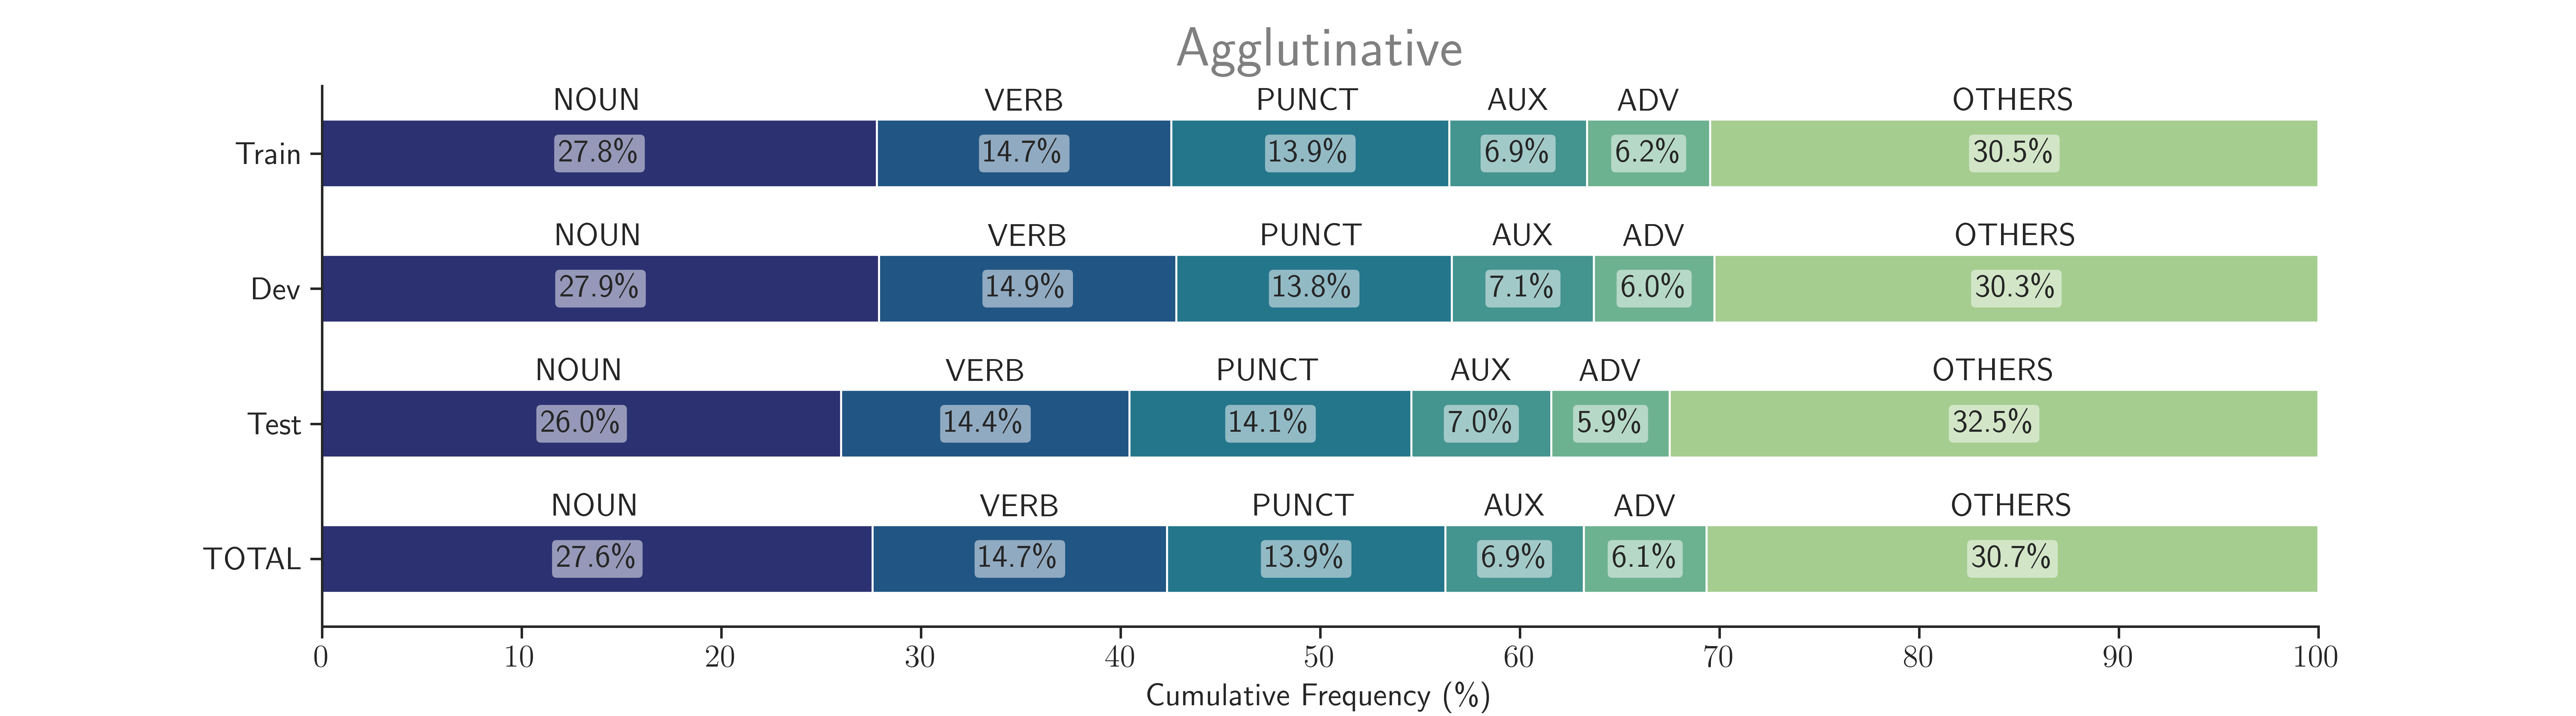 Agglutinative
NOUN VERB PUNCT AUX ADV OTHERS
Train 27.8% 14.7% 13.9% 6.9% 6.2% 30.5%
NOUN VERB PUNCT AUX ADV OTHERS
Dev 27.9% 14.9% 13.8% 7.1% 6.0% 30.3%
NOUN VERB PUNCT AUX ADV OTHERS
Test 26.0% 14.4% 14.1% 7.0% 5.9% 32.5%
NOUN VERB PUNCT AUX ADV OTHERS
TOTAL 27.6% 14.7% 13.9% 6.9% 6.1% 30.7%
0 10 20 30 40 50 60 70 80 90 100
Cumulative Frequency (%)